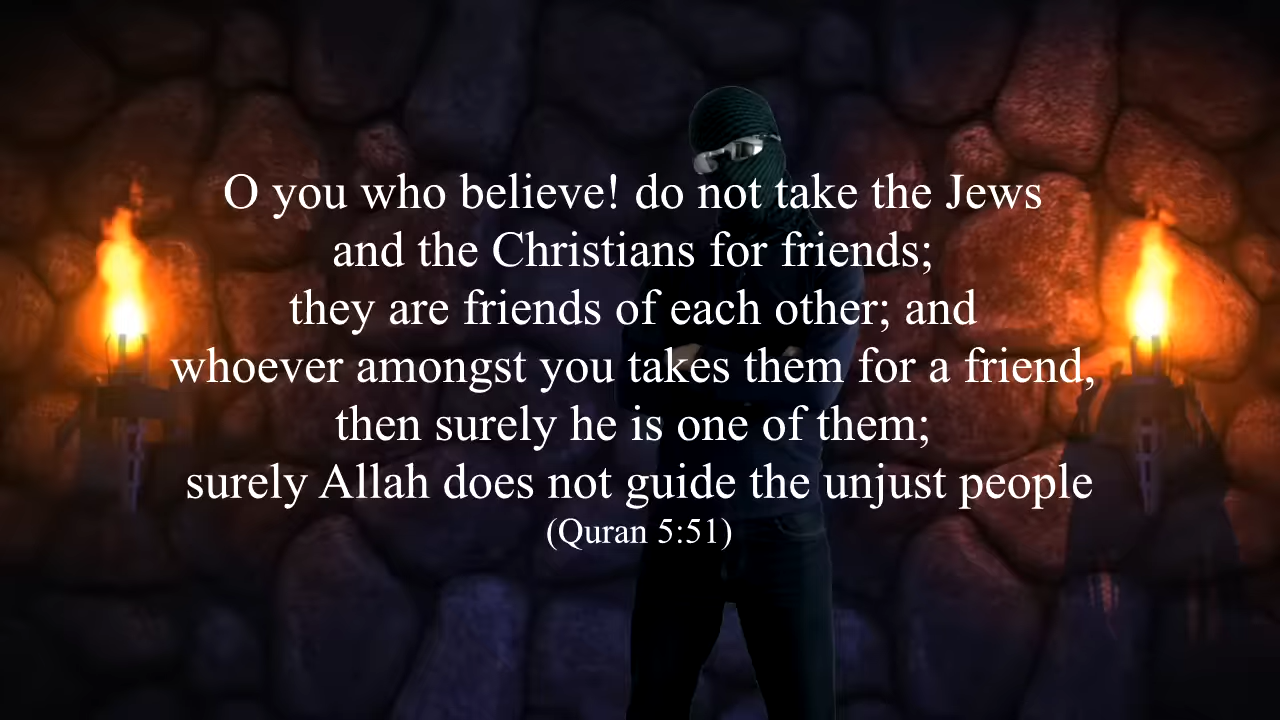 O you who believe! do not take the Jews
and the Christians for friends;
they are friends of each other; and
whoever amongst you takes them for a friend,
then surely he is one of them;
surely Allah does not guide the unjust people
(Quran 5:51)